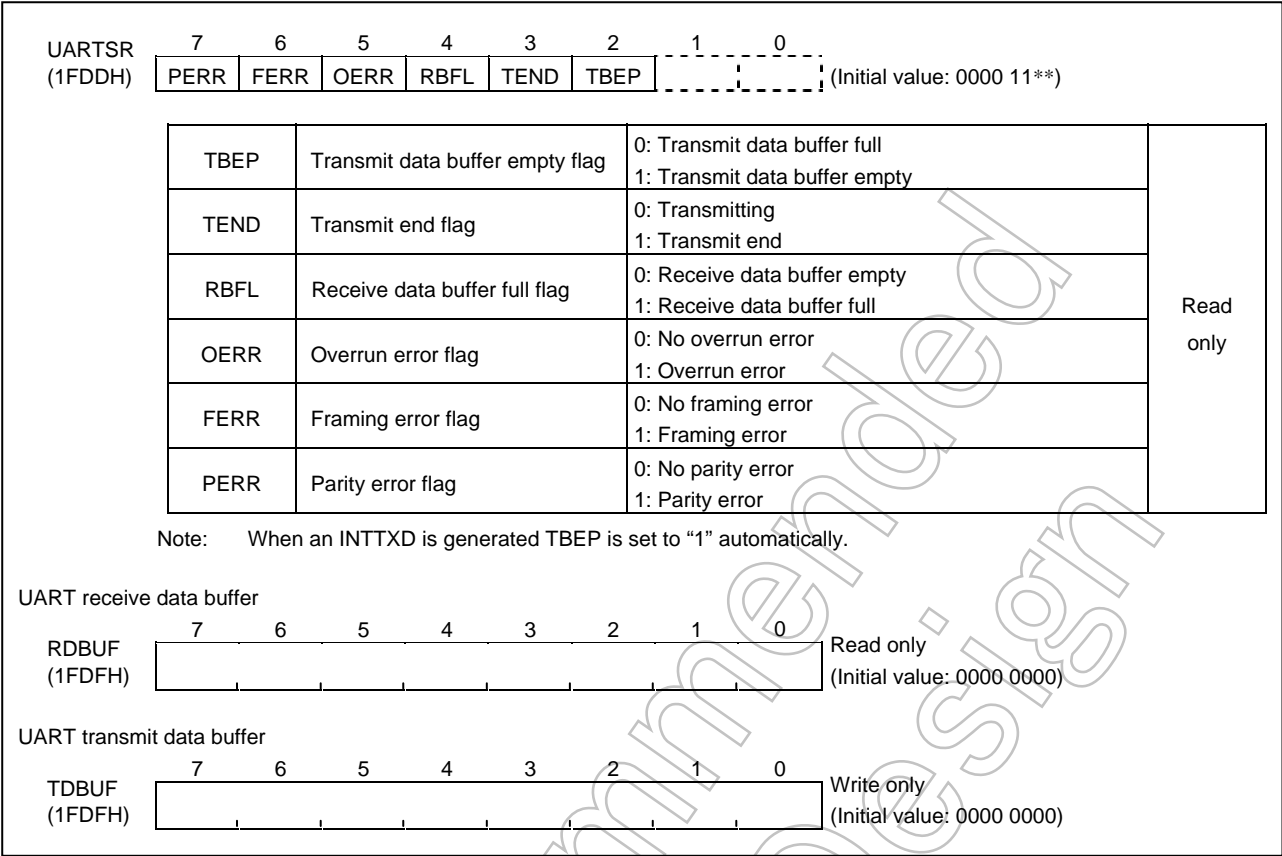 UARTSR
(1FDDH)
7 6 5 4 3 2 1 0
PERR FERR OERR RBFL TEND TBEP (Initial value: 0000 11**)
TBEP Transmit data buffer empty flag 0: Transmit data buffer full
1: Transmit data buffer empty
TEND Transmit end flag 0: Transmitting
1: Transmit end
RBFL Receive data buffer full flag 0: Receive data buffer empty
1: Receive data buffer full
OERR Overrun error flag 0: No overrun error
1: Overrun error
FERR Framing error flag 0: No framing error
1: Framing error
PERR Parity error flag 0: No parity error
1: Parity error
Read
only
Note: When an INTTXD is generated TBEP is set to “1” automatically.
UART receive data buffer
RDBUF
(1FDFH)
7 6 5 4 3 2 1 0
Read only
(Initial value: 0000 0000)
UART transmit data buffer
TDBUF
(1FDFH)
7 6 5 4 3 2 1 0
Write only
(Initial value: 0000 0000)